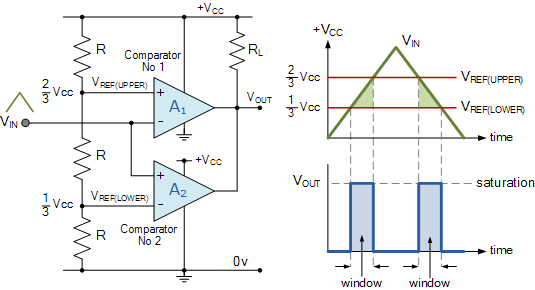 +VCC
R
Comparator
No 1
RL
2/3 VCC
VREF(UPPER)
+
A1
-
VOUT
VIN
R
+VCC
+
A2
1/3 VCC
VREF(LOWER)
-
R
Comparator
No 2
0v
+VCC
VIN
2/3 VCC
VREF(UPPER)
1/3 VCC
VREF(LOWER)
time
VOUT
saturation
time
window
window